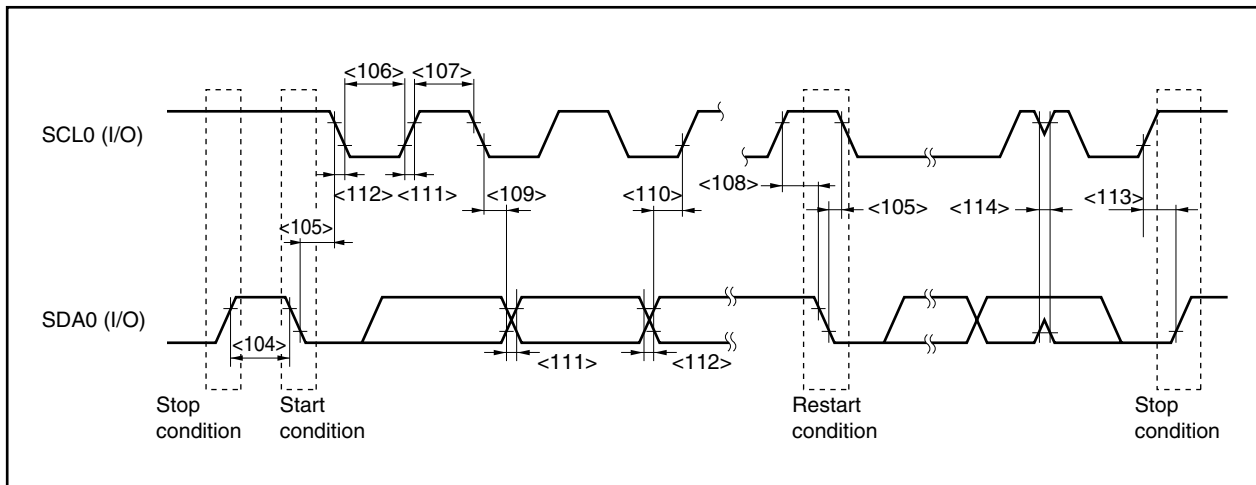 <106> <107>
SCL0 (I/O)
<112> <111> <109> <110> <108> <105> <114> <113>
<105>
SDA0 (I/O)
<104>
<111> <112>
Stop condition
Start condition
Restart condition
Stop condition